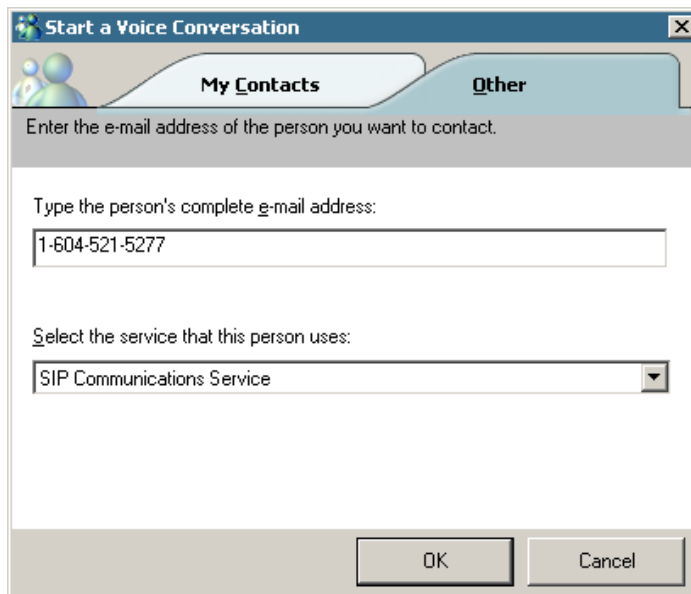 Start a Voice Conversation
My Contacts
Other
Enter the e-mail address of the person you want to contact.
Type the person's complete e-mail address:
1-604-521-5277
Select the service that this person uses:
SIP Communications Service
OK
Cancel